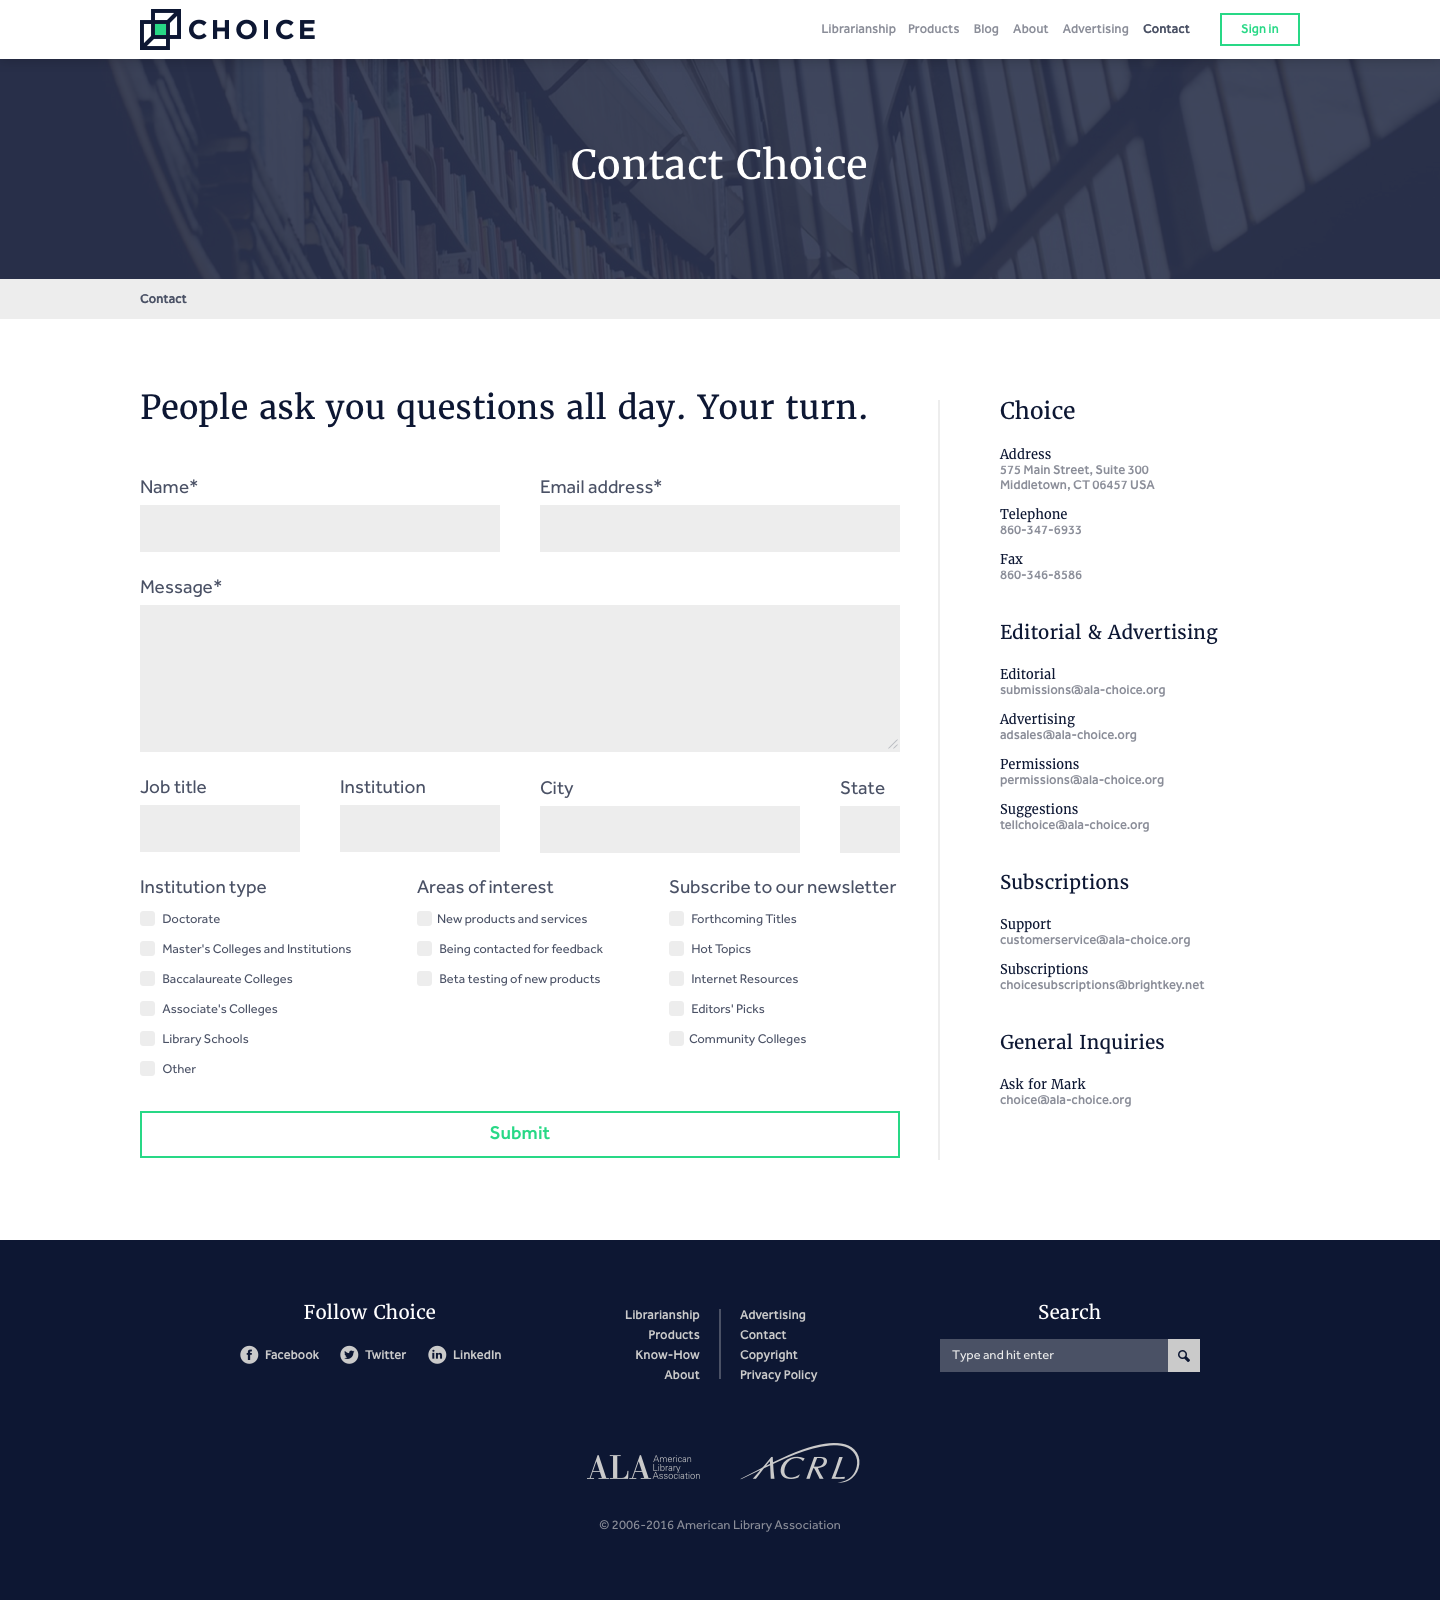 CHOICE
Librarianship Products Blog About Advertising Contact Sign in
Contact Choice
Contact
People ask you questions all day. Your turn.
Name* Email address*
Message*
Job title Institution City State
Institution type Areas of interest Subscribe to our newsletter
Doctorate New products and services Forthcoming Titles
Master's Colleges and Institutions Being contacted for feedback Hot Topics
Baccalaureate Colleges Beta testing of new products Internet Resources
Associate's Colleges Editors' Picks
Library Schools Community Colleges
Other
Submit
Choice
Address
575 Main Street, Suite 300
Middletown, CT 06457 USA
Telephone
860-347-6933
Fax
860-346-8586
Editorial & Advertising
Editorial
submissions@ala-choice.org
Advertising
adsales@ala-choice.org
Permissions
permissions@ala-choice.org
Suggestions
tellchoice@ala-choice.org
Subscriptions
Support
customerservice@ala-choice.org
Subscriptions
choicesubscriptions@brightkey.net
General Inquiries
Ask for Mark
choice@ala-choice.org
Follow Choice
Facebook Twitter LinkedIn
Librarianship
Products
Know-How
About
Advertising
Contact
Copyright
Privacy Policy
Search
Type and hit enter
ALA American
Library
Association
ACRL
© 2006-2016 American Library Association